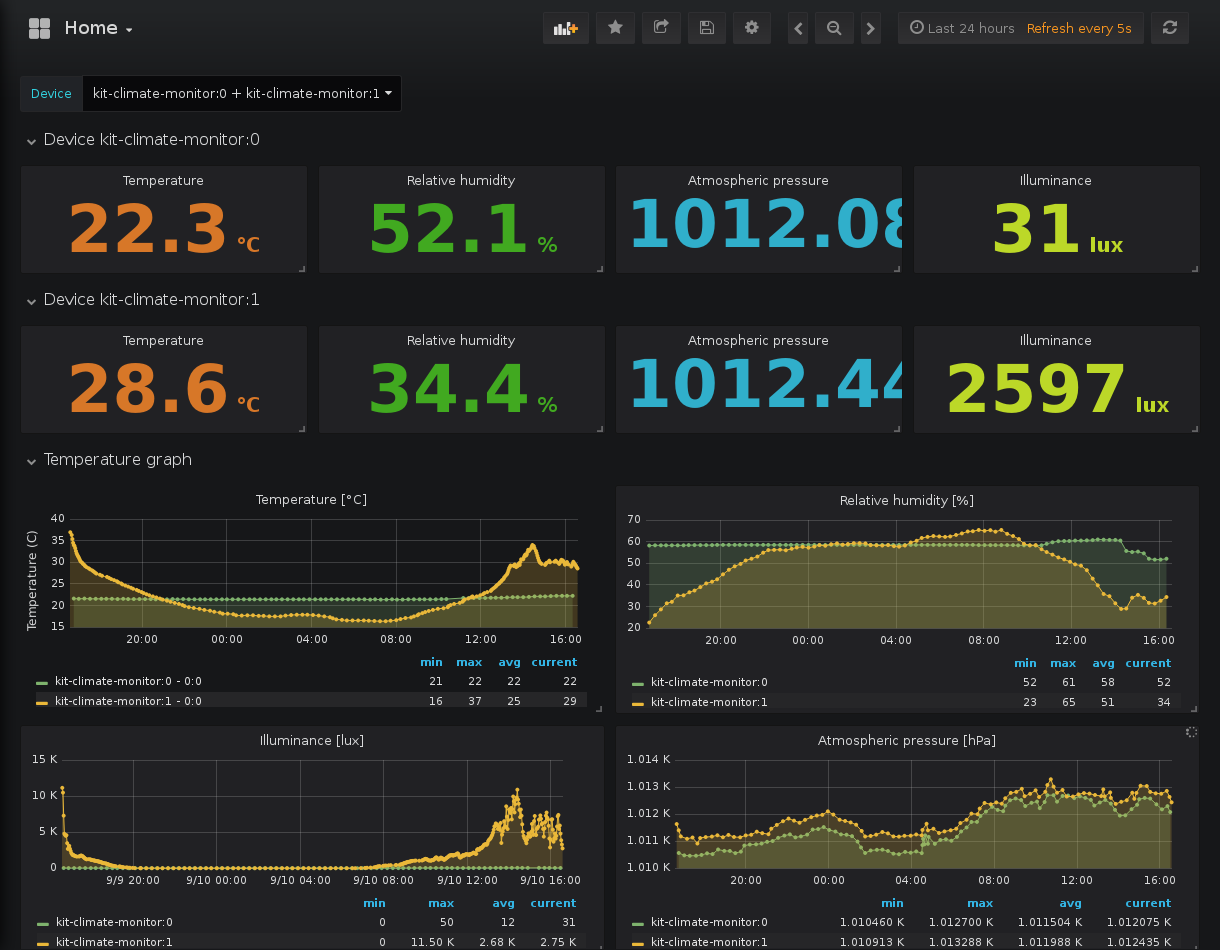 Home
Last 24 hours Refresh every 5s
Device kit-climate-monitor:0 + kit-climate-monitor:1
Device kit-climate-monitor:0
Temperature
22.3 °C
Relative humidity
52.1 %
Atmospheric pressure
1012.08
Illuminance
31 lux
Device kit-climate-monitor:1
Temperature
28.6 °C
Relative humidity
34.4 %
Atmospheric pressure
1012.44
Illuminance
2597 lux
Temperature graph
Temperature [°C]
Temperature (C)
40
35
30
25
20
15
20:00 00:00 04:00 08:00 12:00 16:00
min max avg current
kit-climate-monitor:0 - 0:0 21 22 22 22
kit-climate-monitor:1 - 0:0 16 37 25 29
Relative humidity [%]
70
60
50
40
30
20
20:00 00:00 04:00 08:00 12:00 16:00
min max avg current
kit-climate-monitor:0 52 61 58 52
kit-climate-monitor:1 23 65 51 34
Illuminance [lux]
15 K
10 K
5 K
0
9/9 20:00 9/10 00:00 9/10 04:00 9/10 08:00 9/10 12:00 9/10 16:00
min max avg current
kit-climate-monitor:0 0 50 12 31
kit-climate-monitor:1 0 11.50 K 2.68 K 2.75 K
Atmospheric pressure [hPa]
1.014 K
1.013 K
1.012 K
1.011 K
1.010 K
20:00 00:00 04:00 08:00 12:00 16:00
min max avg current
kit-climate-monitor:0 1.010460 K 1.012700 K 1.011504 K 1.012075 K
kit-climate-monitor:1 1.010913 K 1.013288 K 1.011988 K 1.012435 K